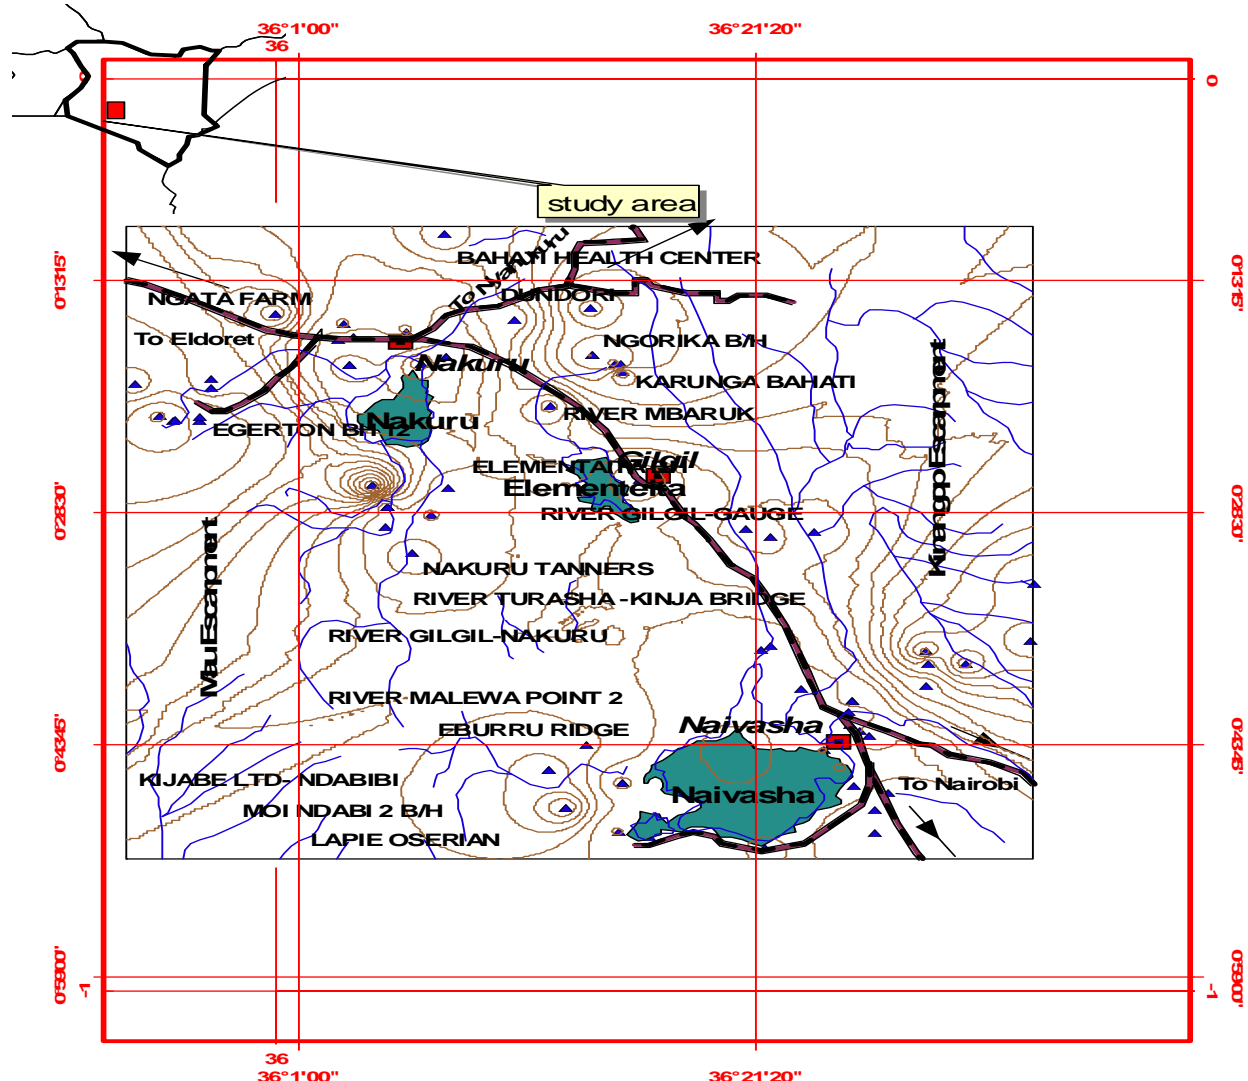 36°1'00"
36
36°21'20"
0
0
study area
To Nyahururu
BAHATI HEALTH CENTER
0°13'15"
0°13'45"
NGATA FARM
DUNDORI
To Eldoret
NGORIKA B/H
Nakuru
KARUNGA BAHATI
Nakuru
RIVER MBARUK
EGERTON BH 12
Gilgil
Elementeita
Kinangop Escarpment
0°28'30"
RIVER GILGIL-GAUGE
0°28'30"
NAKURU TANNERS
Mau Escarpment
RIVER TURASHA -KINJA BRIDGE
RIVER GILGIL-NAKURU
RIVER MALEWA POINT 2
Naivasha
EBURRU RIDGE
0°43'45"
0°43'45"
KIJABE LTD- NDABIBI
To Nairobi
Naivasha
MOI NDABI 2 B/H
LAPIE OSERIAN
0°59'00"
-1
0°59'00"
-1
36
36°1'00"
36°21'20"